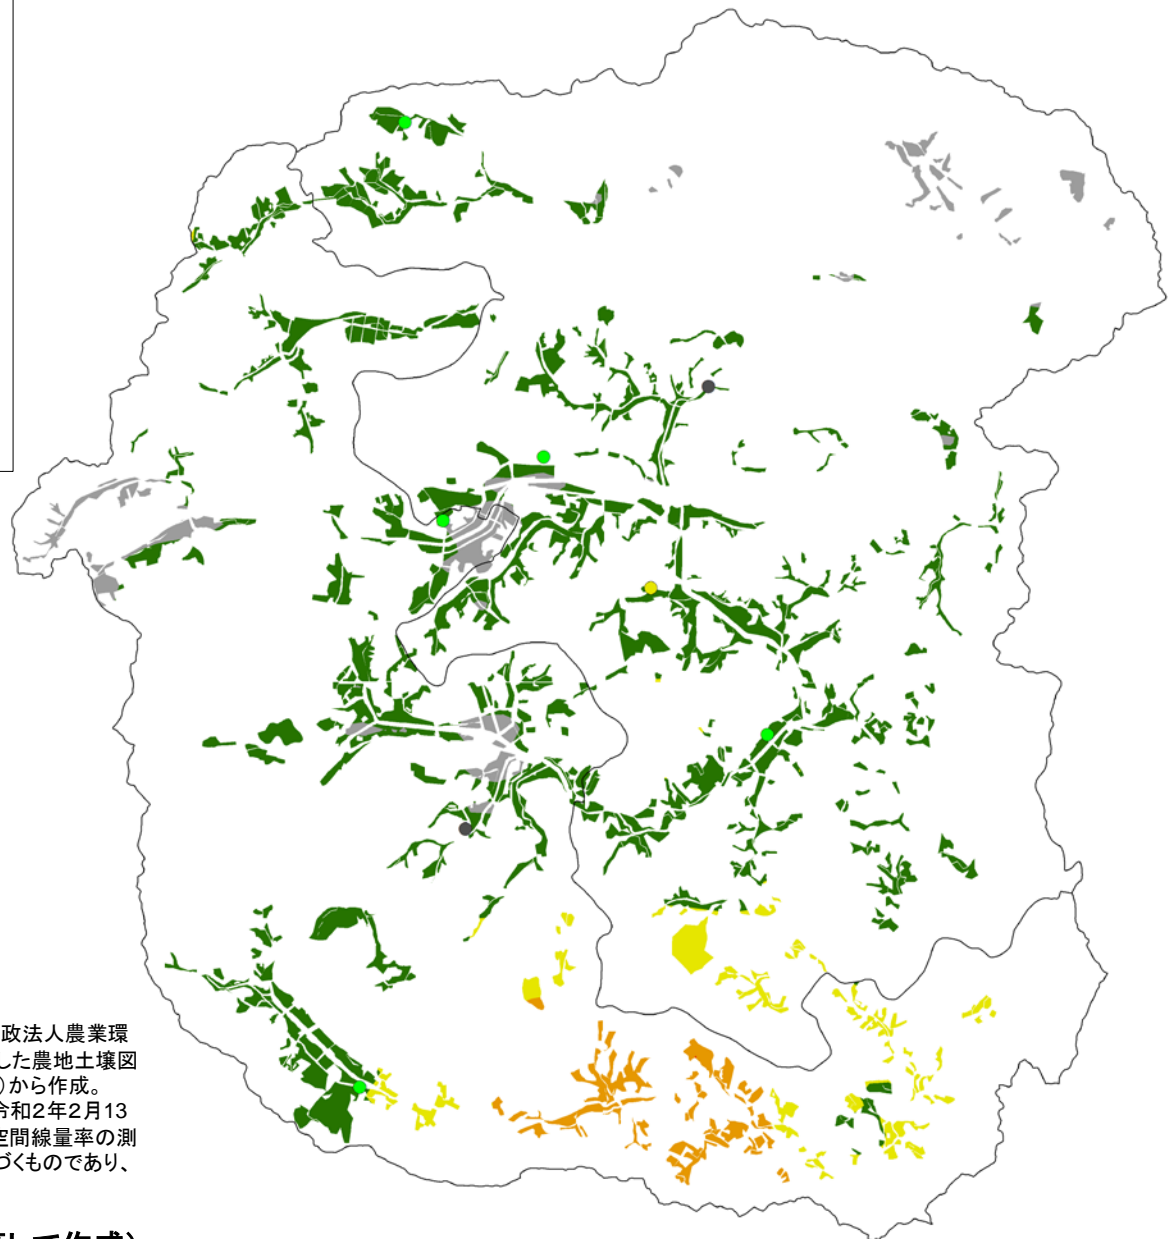 政法人農業環
した農地土壌図
)から作成。
令和2年2月13
空間線量率の測
づくものであり、